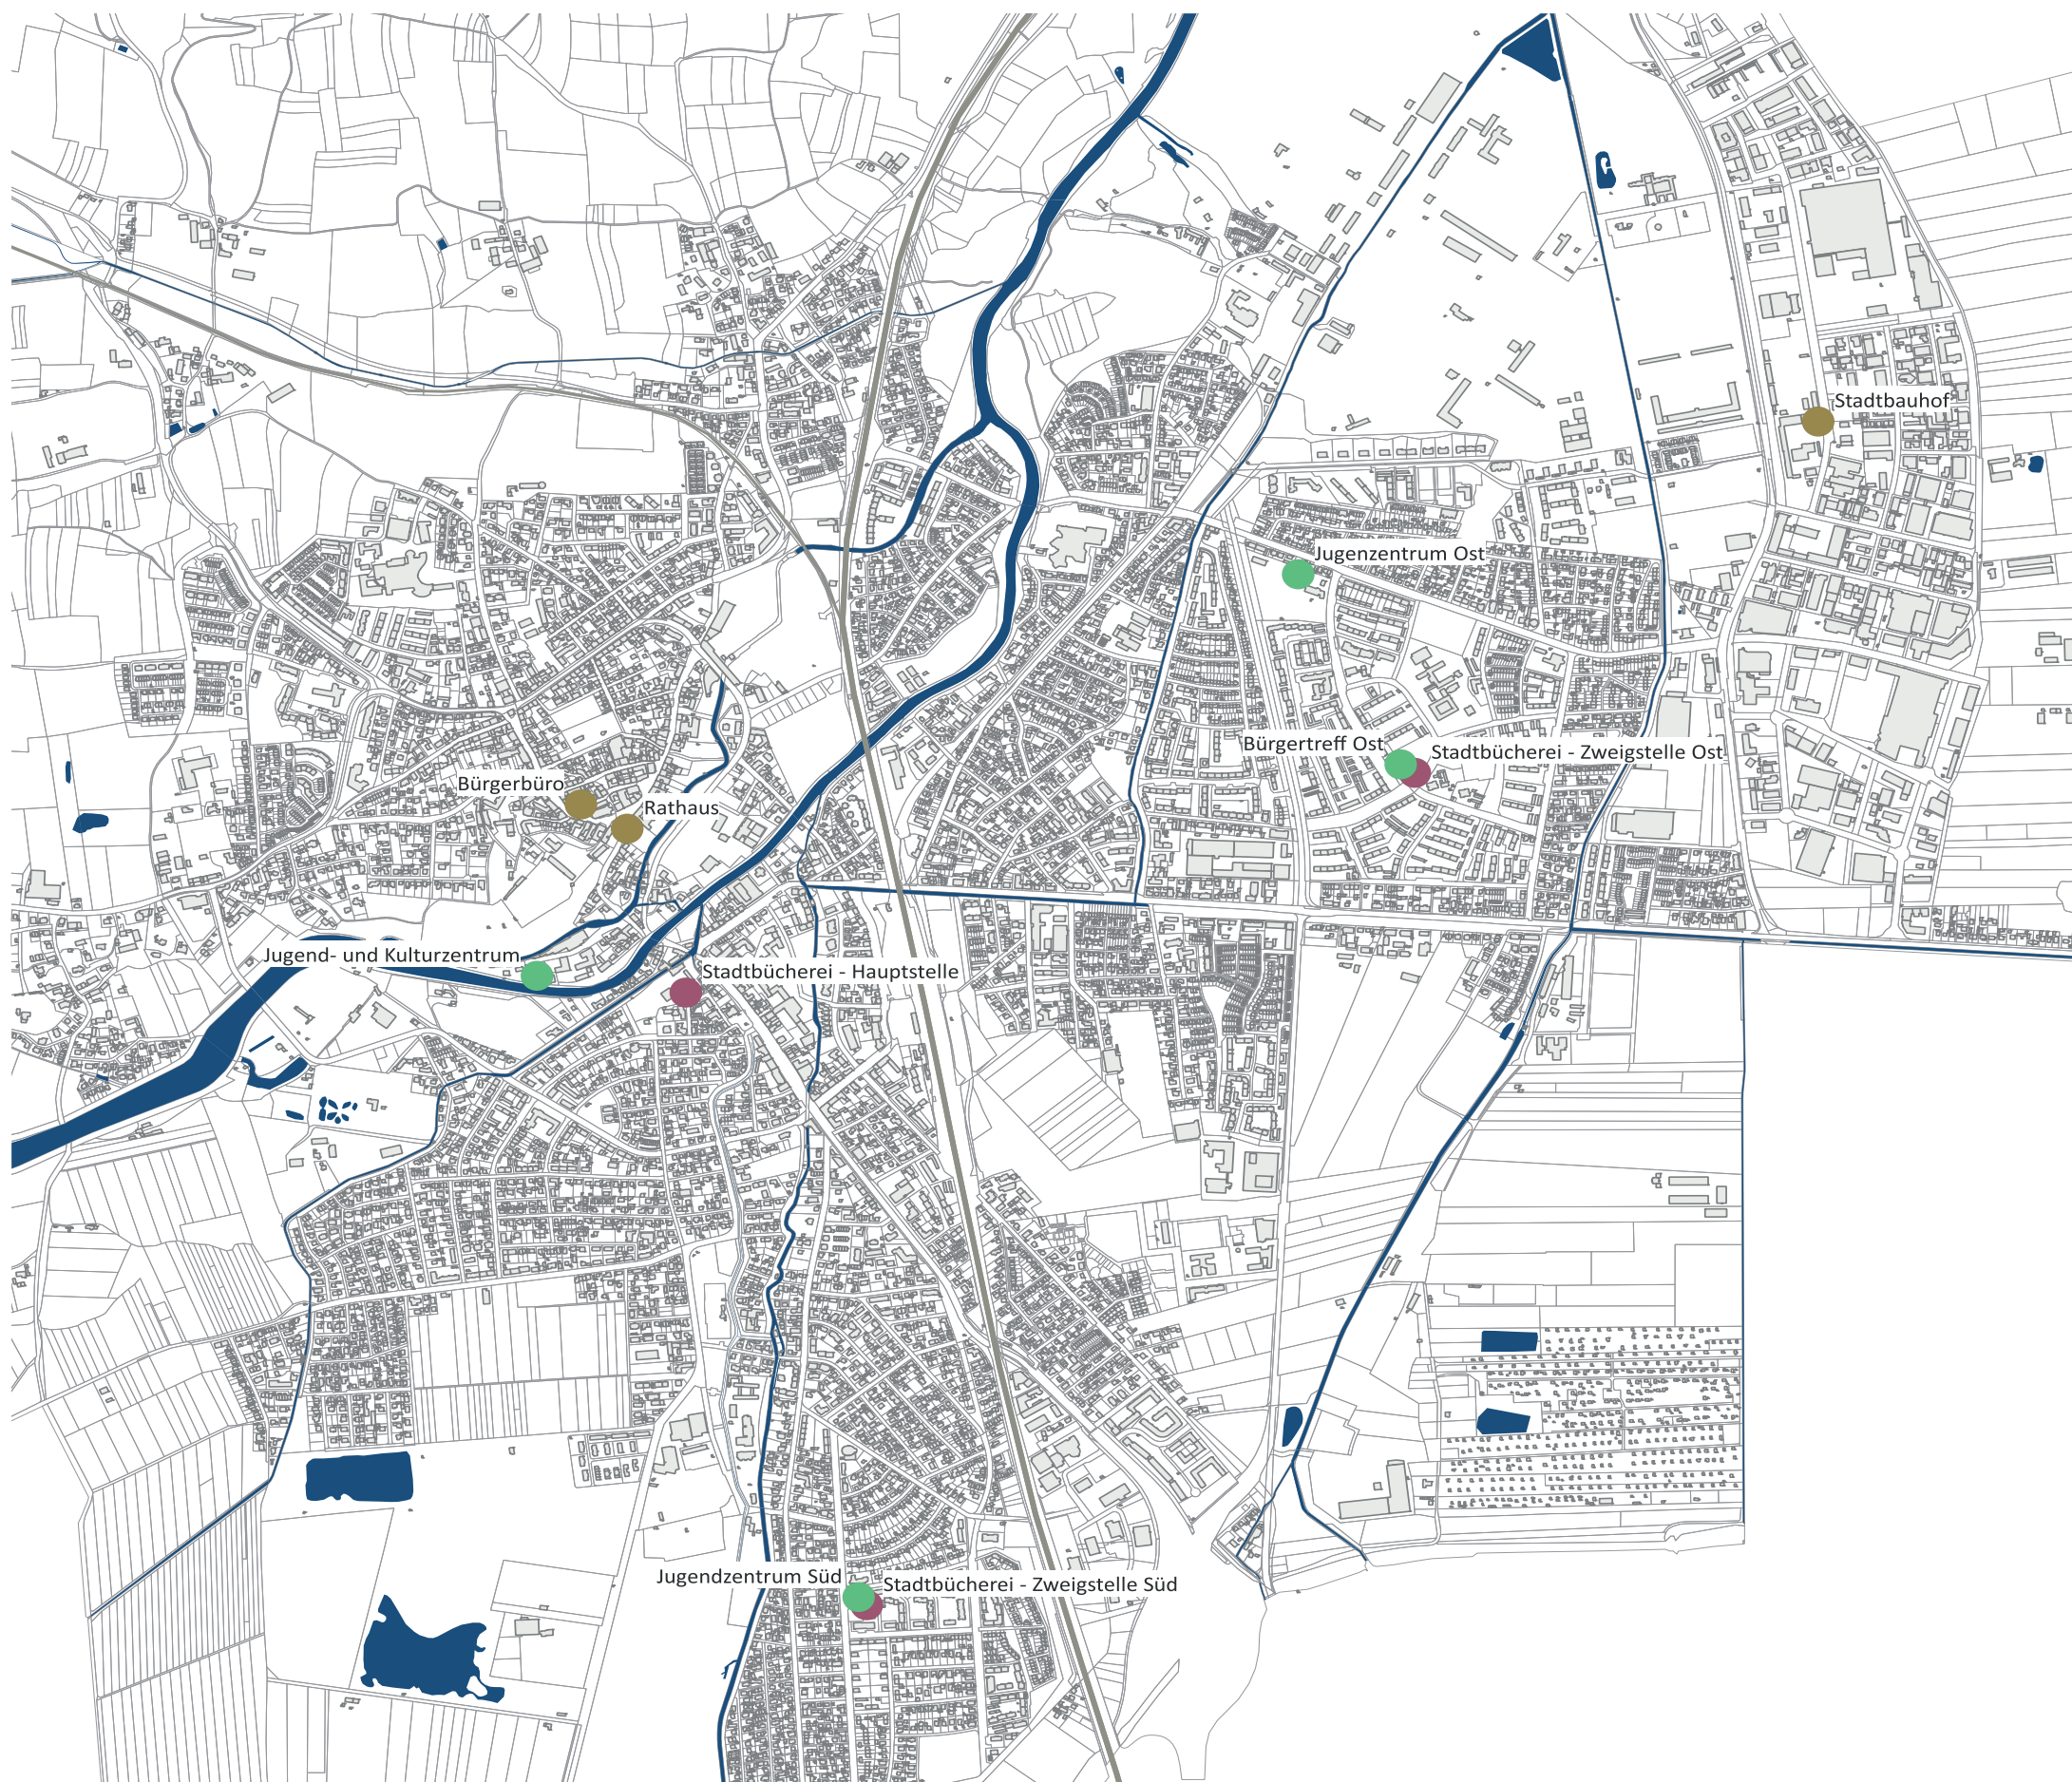 Stadtbauhof
Jugenzentrum Ost
Bürgertreff Ost
Stadtbücherei - Zweigstelle Ost
Bürgerbüro
Rathaus
Jugend- und Kulturzentrum
Stadtbücherei - Hauptstelle
Jugendzentrum Süd
Stadtbücherei - Zweigstelle Süd